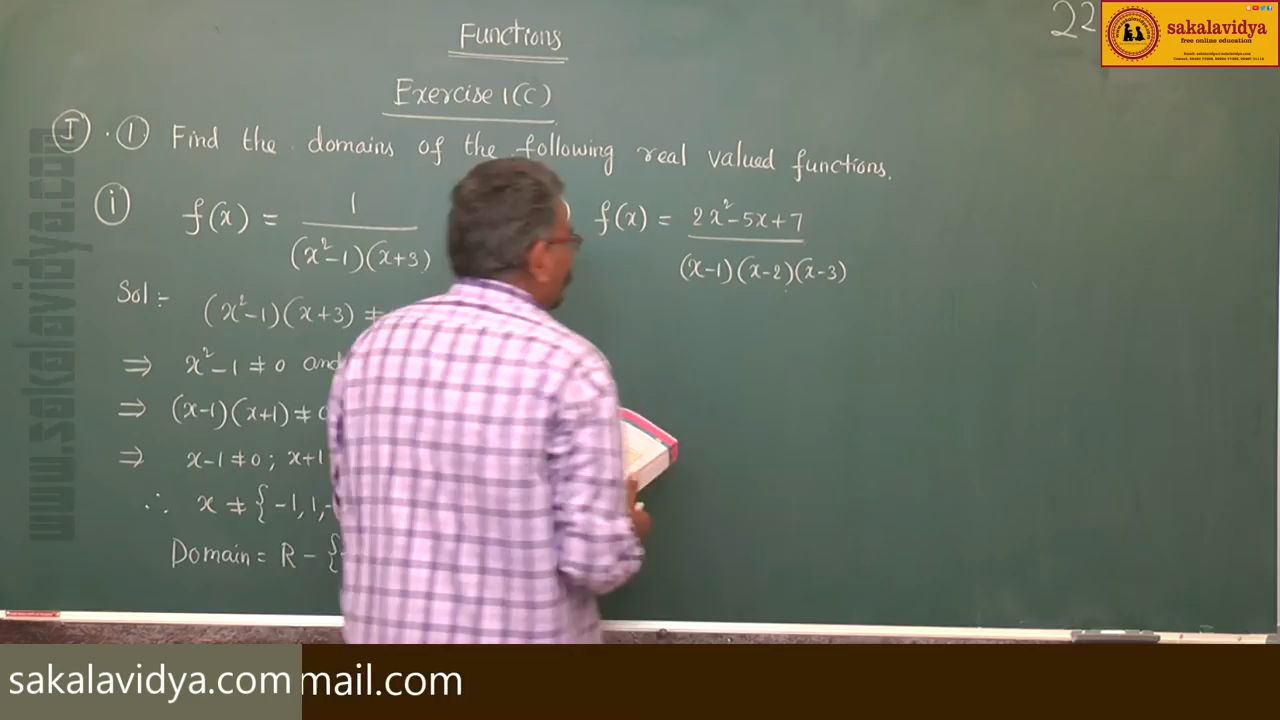 Functions
22
Exercise 1(C)
I . 1 Find the domains of the following real valued functions.
i f(x) = 1 / (x²-1)(x+3)
) f(x) = 2x²-5x+7 / (x-1)(x-2)(x-3)
Sol :- (x²-1)(x+3) ≠
⇒ x²-1 ≠ 0 and
⇒ (x-1)(x+1) ≠ 0
⇒ x-1 ≠ 0 ; x+1
∴ x ≠ {-1, 1, -
Domain = R - {
sakalavidya
free online education
www.sakalavidya.com
sakalavidya.com
mail.com